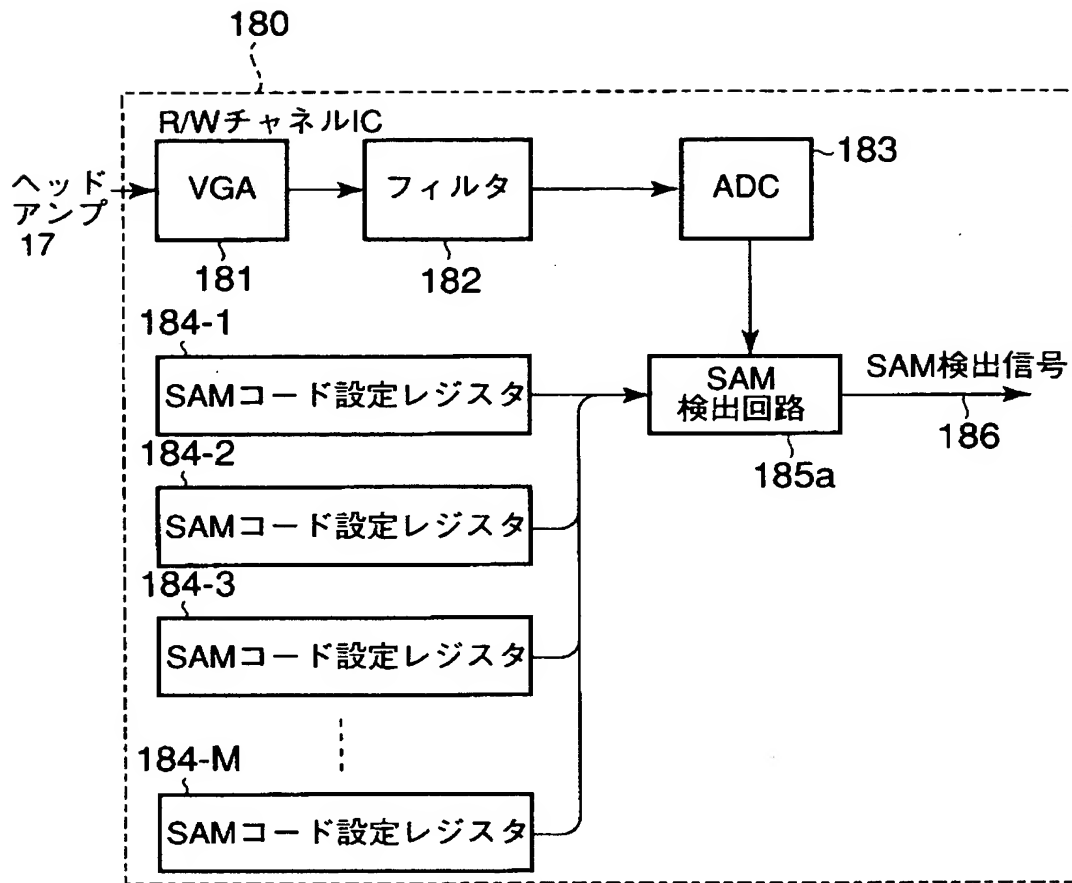 180
R/WチャネルIC
ヘッド
アンプ
17
VGA
181
フィルタ
182
ADC
183
184-1
SAMコード設定レジスタ
SAM
検出回路
185a
SAM検出信号
186
184-2
SAMコード設定レジスタ
184-3
SAMコード設定レジスタ
184-M
SAMコード設定レジスタ